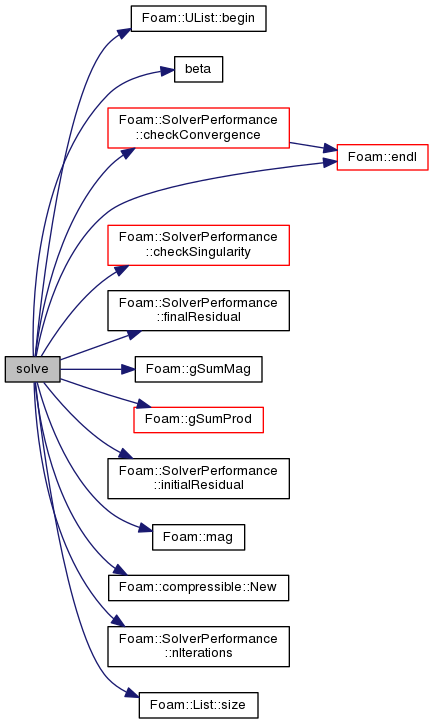 Foam::UList::begin
beta
Foam::SolverPerformance
::checkConvergence
Foam::endl
Foam::SolverPerformance
::checkSingularity
Foam::SolverPerformance
::finalResidual
solve
Foam::gSumMag
Foam::gSumProd
Foam::SolverPerformance
::initialResidual
Foam::mag
Foam::compressible::New
Foam::SolverPerformance
::nIterations
Foam::List::size